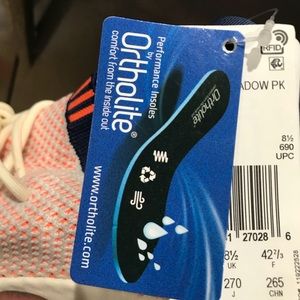 Performance Insoles
by
Ortholite®
comfort from the inside out
www.ortholite.com
Ortholite
RFID
ADOW PK
8½
690
UPC
27028 6
8½ 42⅔
UK F
270 265
J CHN